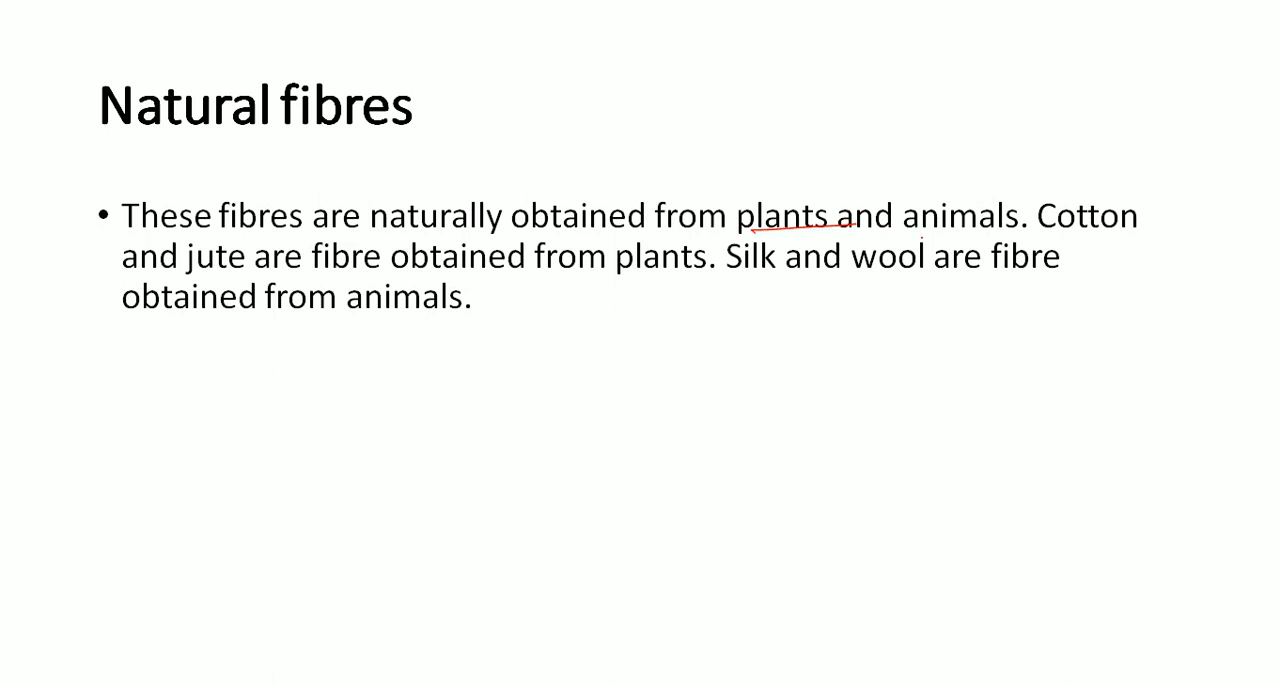 Natural fibres
• These fibres are naturally obtained from plants and animals. Cotton
and jute are fibre obtained from plants. Silk and wool are fibre
obtained from animals.